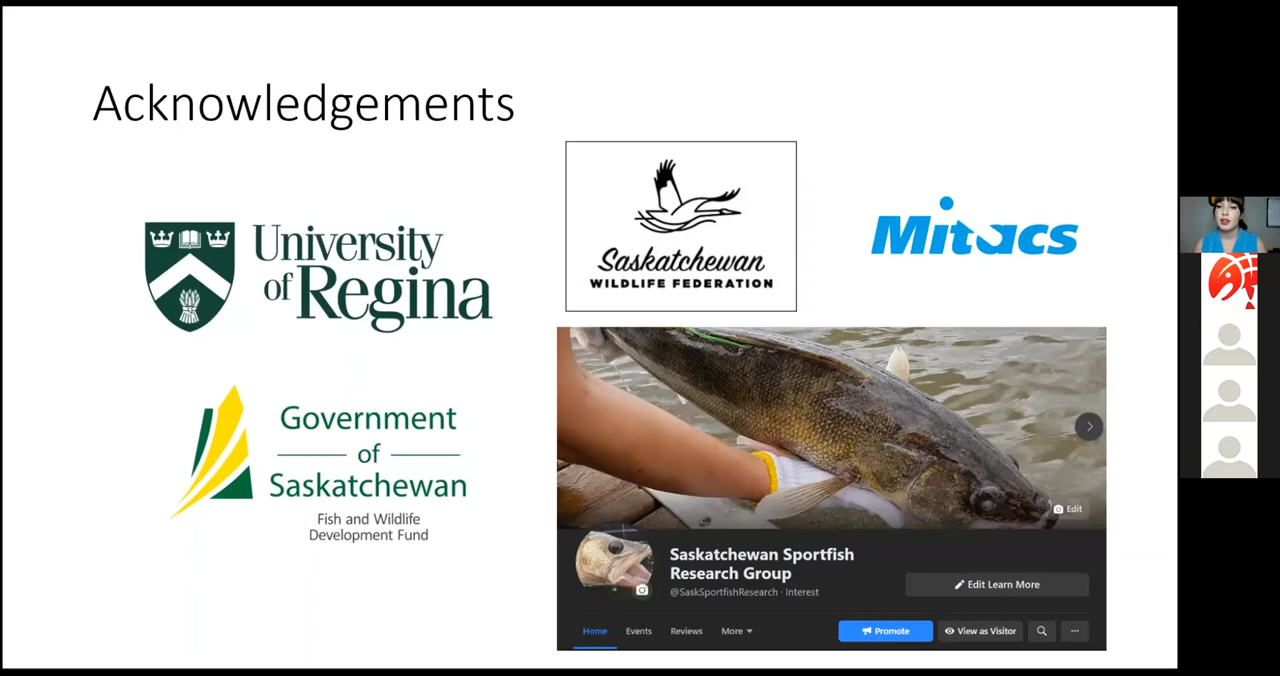 Acknowledgements
University
of Regina
Saskatchewan
WILDLIFE FEDERATION
Mitacs
Government
of
Saskatchewan
Fish and Wildlife
Development Fund
Edit
Saskatchewan Sportfish
Research Group
@SaskSportfishResearch · Interest
Edit Learn More
Home
Events
Reviews
More
Promote
View as Visitor